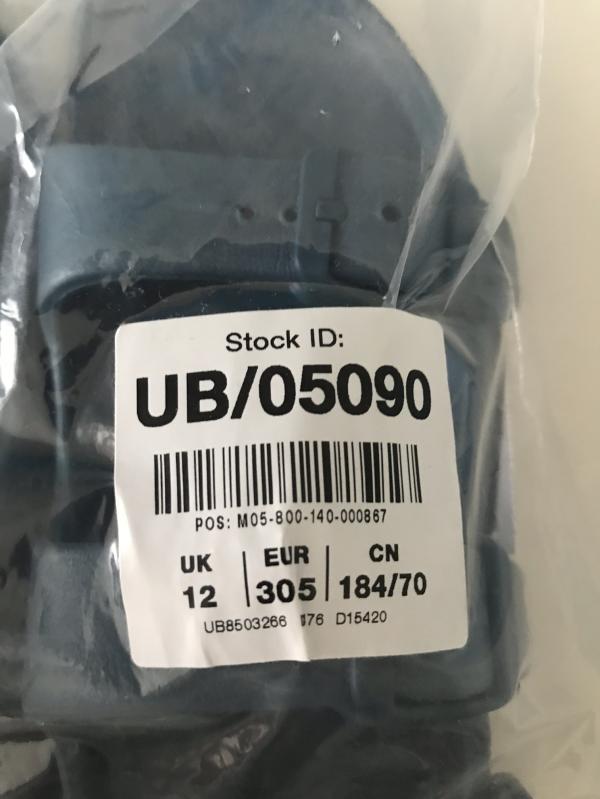 Stock ID:
UB/05090
POS: M05-800-140-000867
UK EUR CN
12 305 184/70
UB8503266 D15420